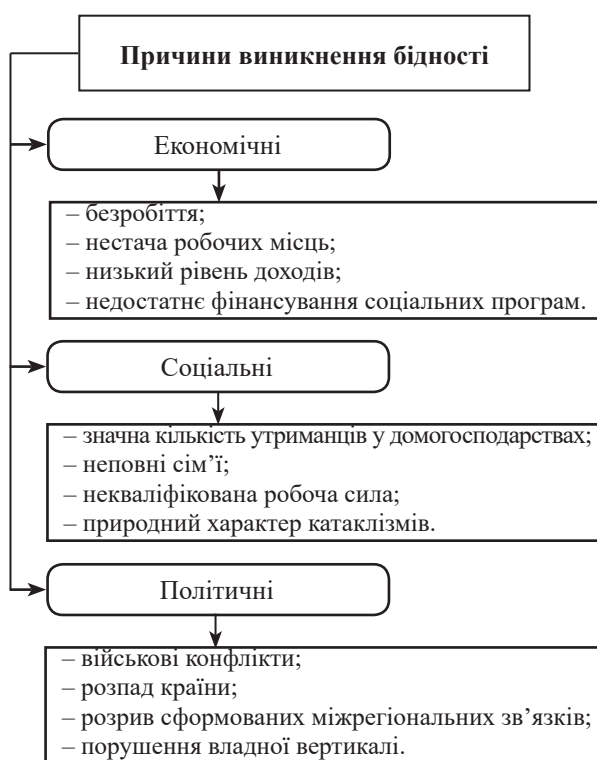 Причини виникнення бідності
Економічні
– безробіття;
– нестача робочих місць;
– низький рівень доходів;
– недостатнє фінансування соціальних програм.
Соціальні
– значна кількість утриманців у домогосподарствах;
– неповні сім’ї;
– некваліфікована робоча сила;
– природний характер катаклізмів.
Політичні
– військові конфлікти;
– розпад країни;
– розрив сформованих міжрегіональних зв’язків;
– порушення владної вертикалі.